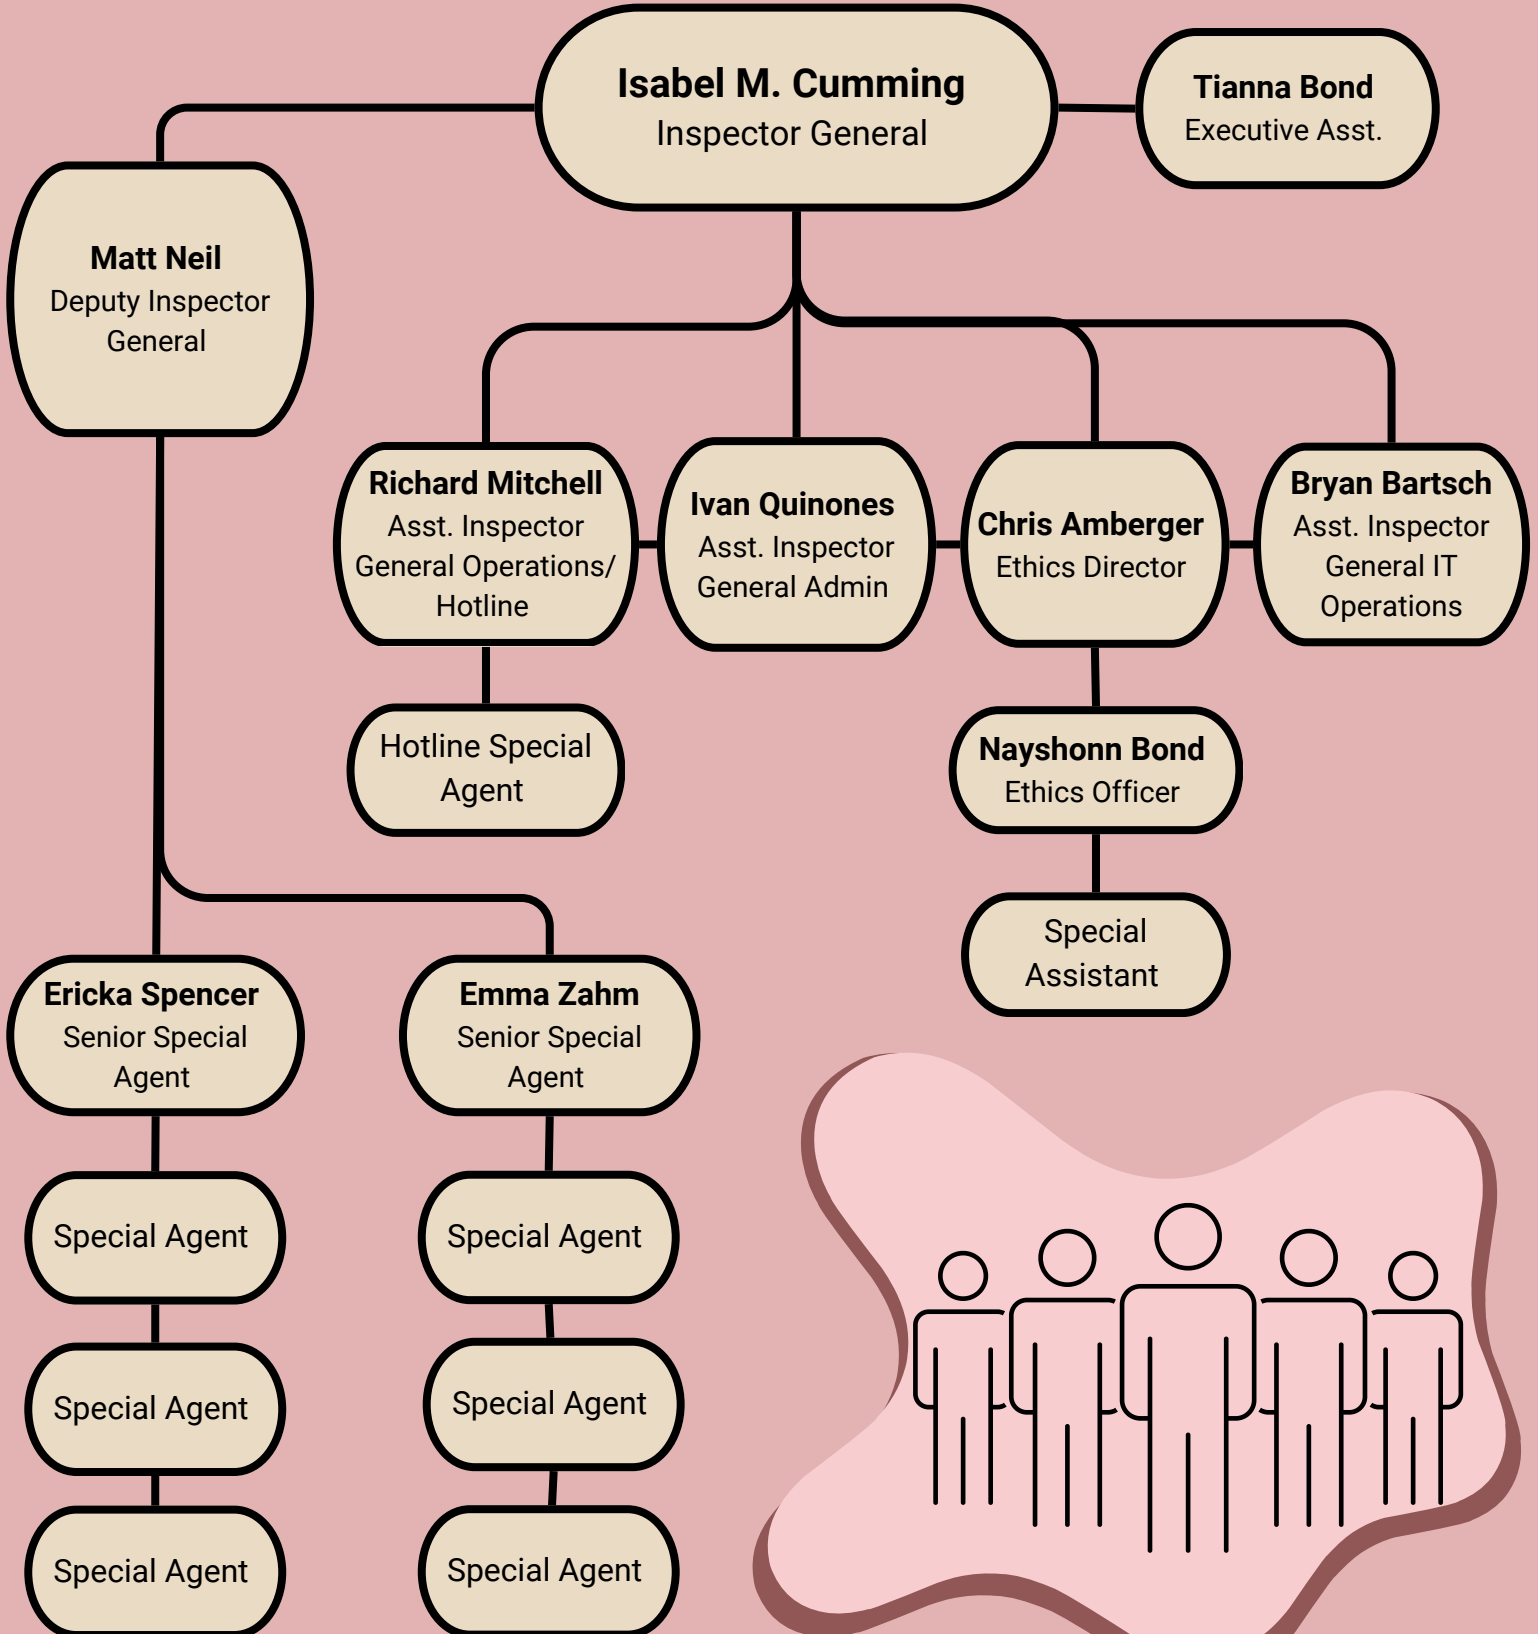 Isabel M. Cumming
Inspector General
Tianna Bond
Executive Asst.
Matt Neil
Deputy Inspector
General
Richard Mitchell
Asst. Inspector
General Operations/
Hotline
Ivan Quinones
Asst. Inspector
General Admin
Chris Amberger
Ethics Director
Bryan Bartsch
Asst. Inspector
General IT
Operations
Hotline Special
Agent
Nayshonn Bond
Ethics Officer
Special
Assistant
Ericka Spencer
Senior Special
Agent
Emma Zahm
Senior Special
Agent
Special Agent
Special Agent
Special Agent
Special Agent
Special Agent
Special Agent